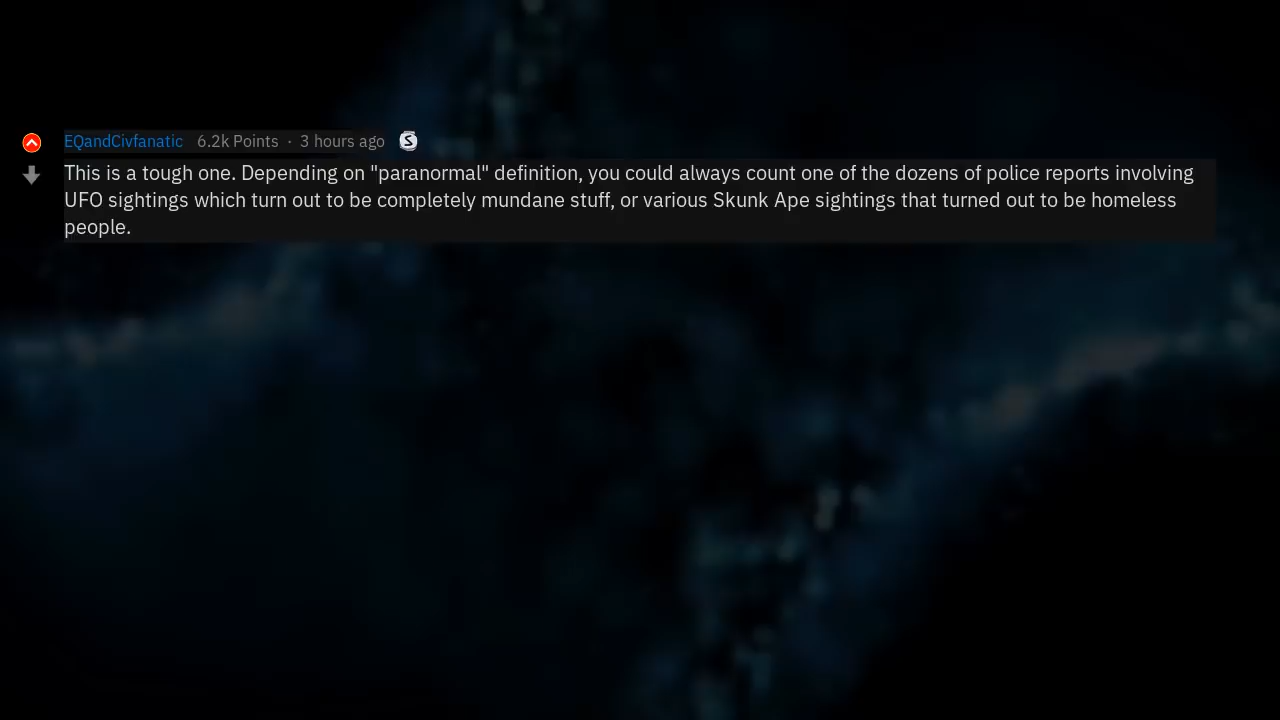 EQandCivfanatic 6.2k Points · 3 hours ago
This is a tough one. Depending on "paranormal" definition, you could always count one of the dozens of police reports involving
UFO sightings which turn out to be completely mundane stuff, or various Skunk Ape sightings that turned out to be homeless
people.